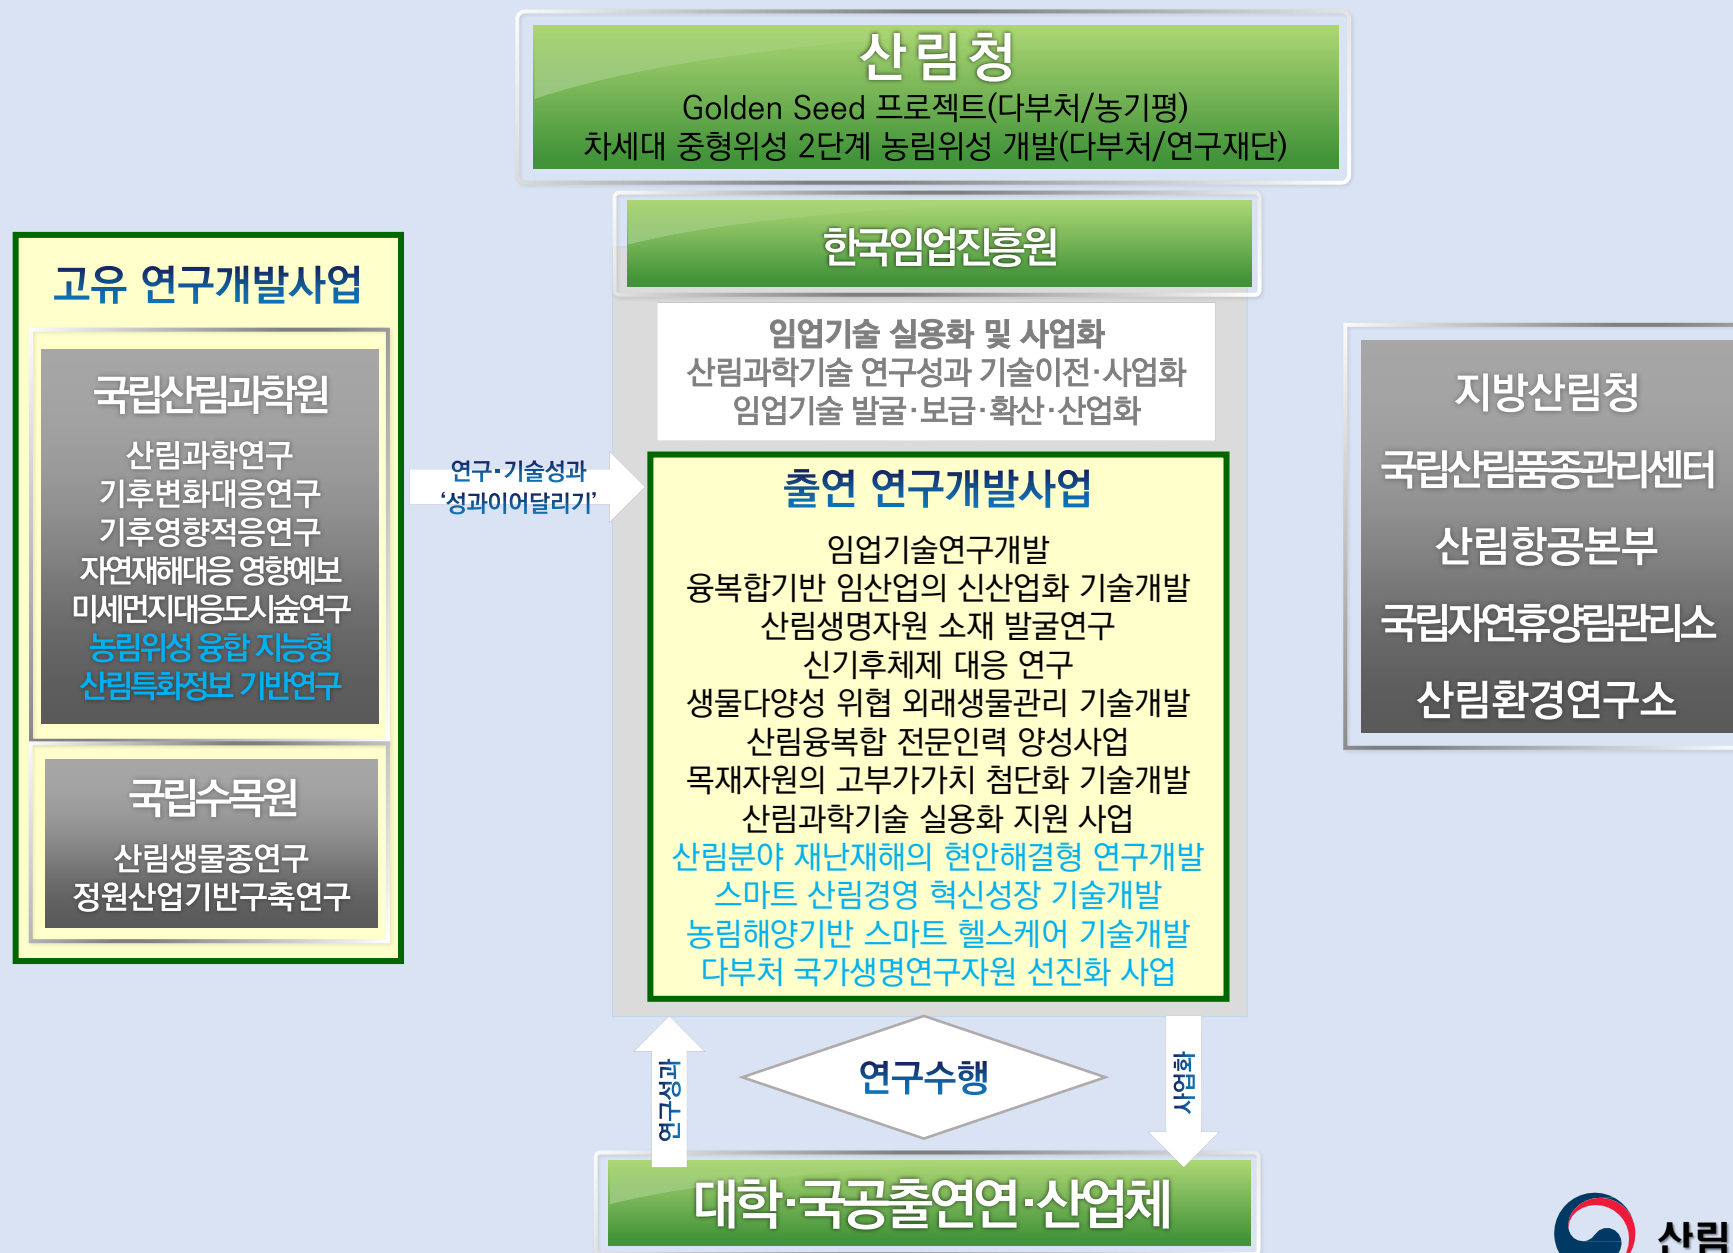 산림청
Golden Seed 프로젝트(다부처/농기평)
차세대 중형위성 2단계 농림위성 개발(다부처/연구재단)
한국임업진흥원
임업기술 실용화 및 사업화
산림과학기술 연구성과 기술이전·사업화
임업기술 발굴·보급·확산·산업화
고유 연구개발사업
국립산림과학원
산림과학연구
기후변화대응연구
기후영향적응연구
자연재해대응 영향예보
미세먼지대응도시숲연구
농림위성 융합 지능형
산림특화정보 기반연구
국립수목원
산림생물종연구
정원산업기반구축연구
연구·기술성과
‘성과이어달리기’
출연 연구개발사업
임업기술연구개발
융복합기반 임산업의 신산업화 기술개발
산림생명자원 소재 발굴연구
신기후체제 대응 연구
생물다양성 위협 외래생물관리 기술개발
산림융복합 전문인력 양성사업
목재자원의 고부가가치 첨단화 기술개발
산림과학기술 실용화 지원 사업
산림분야 재난재해의 현안해결형 연구개발
스마트 산림경영 혁신성장 기술개발
농림해양기반 스마트 헬스케어 기술개발
다부처 국가생명연구자원 선진화 사업
지방산림청
국립산림품종관리센터
산림항공본부
국립자연휴양림관리소
산림환경연구소
연구성과
연구수행
사업화
대학·국공출연연·산업체
산림